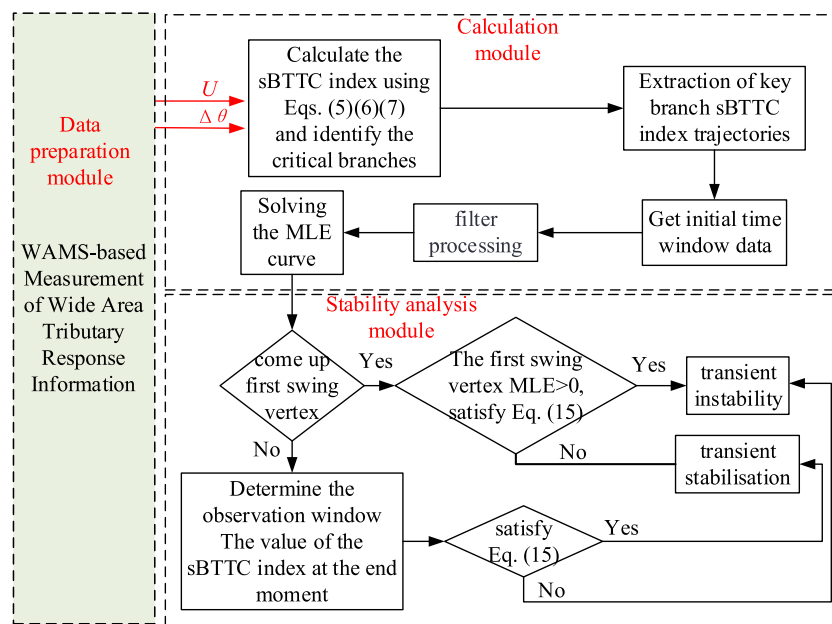 Data
preparation
module
WAMS-based
Measurement
of Wide Area
Tributary
Response
Information
U
Δ θ
Calculation
module
Calculate the
sBTTC index using
Eqs. (5)(6)(7)
and identify the
critical branches
Extraction of key
branch sBTTC
index trajectories
Get initial time
window data
filter
processing
Solving
the MLE
curve
Stability analysis
module
come up
first swing
vertex
Yes
The first swing
vertex MLE>0,
satisfy Eq. (15)
Yes
transient
instability
No
transient
stabilisation
No
Determine the
observation window
The value of the
sBTTC index at the end
moment
satisfy
Eq. (15)
Yes
No